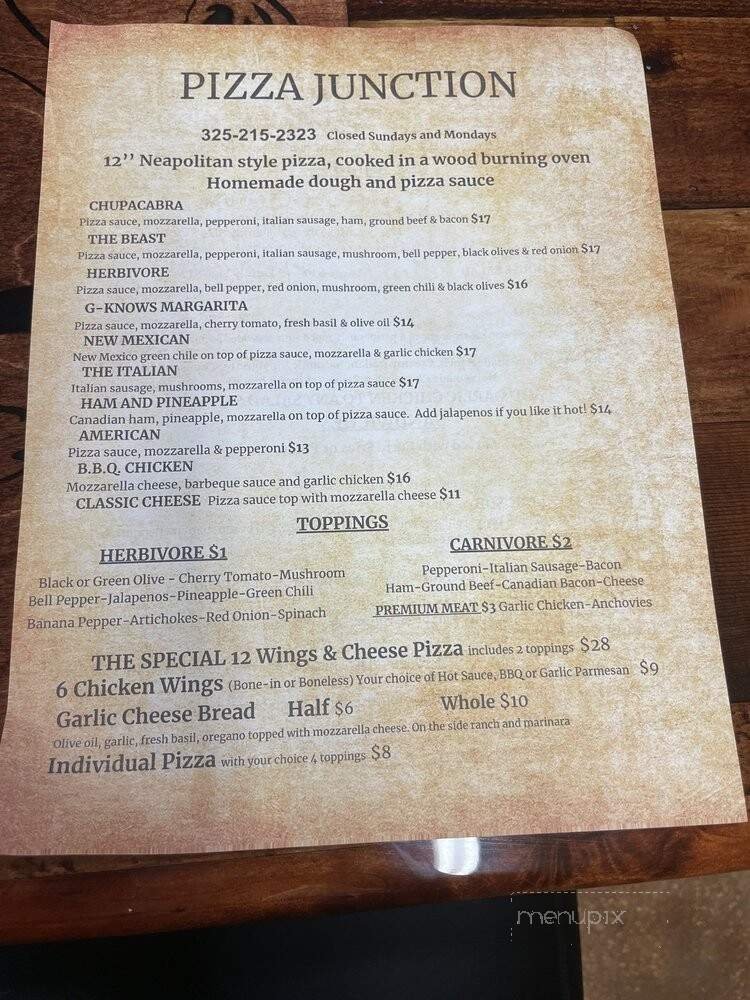 PIZZA JUNCTION
325-215-2323 Closed Sundays and Mondays
12'' Neapolitan style pizza, cooked in a wood burning oven
Homemade dough and pizza sauce
CHUPACABRA
Pizza sauce, mozzarella, pepperoni, italian sausage, ham, ground beef & bacon $17
THE BEAST
Pizza sauce, mozzarella, pepperoni, italian sausage, mushroom, bell pepper, black olives & red onion $17
HERBIVORE
Pizza sauce, mozzarella, bell pepper, red onion, mushroom, green chili & black olives $16
G-KNOWS MARGARITA
Pizza sauce, mozzarella, cherry tomato, fresh basil & olive oil $14
NEW MEXICAN
New Mexico green chile on top of pizza sauce, mozzarella & garlic chicken $17
THE ITALIAN
Italian sausage, mushrooms, mozzarella on top of pizza sauce $17
HAM AND PINEAPPLE
Canadian ham, pineapple, mozzarella on top of pizza sauce. Add jalapenos if you like it hot! $14
AMERICAN
Pizza sauce, mozzarella & pepperoni $13
B.B.Q. CHICKEN
Mozzarella cheese, barbeque sauce and garlic chicken $16
CLASSIC CHEESE Pizza sauce top with mozzarella cheese $11
TOPPINGS
HERBIVORE $1
Black or Green Olive - Cherry Tomato-Mushroom
Bell Pepper-Jalapenos-Pineapple-Green Chili
Banana Pepper-Artichokes-Red Onion-Spinach
CARNIVORE $2
Pepperoni-Italian Sausage-Bacon
Ham-Ground Beef-Canadian Bacon-Cheese
PREMIUM MEAT $3 Garlic Chicken-Anchovies
THE SPECIAL 12 Wings & Cheese Pizza includes 2 toppings $28
6 Chicken Wings (Bone-in or Boneless) Your choice of Hot Sauce, BBQ or Garlic Parmesan $9
Garlic Cheese Bread Half $6 Whole $10
Olive oil, garlic, fresh basil, oregano topped with mozzarella cheese. On the side ranch and marinara
Individual Pizza with your choice 4 toppings $8
menupix